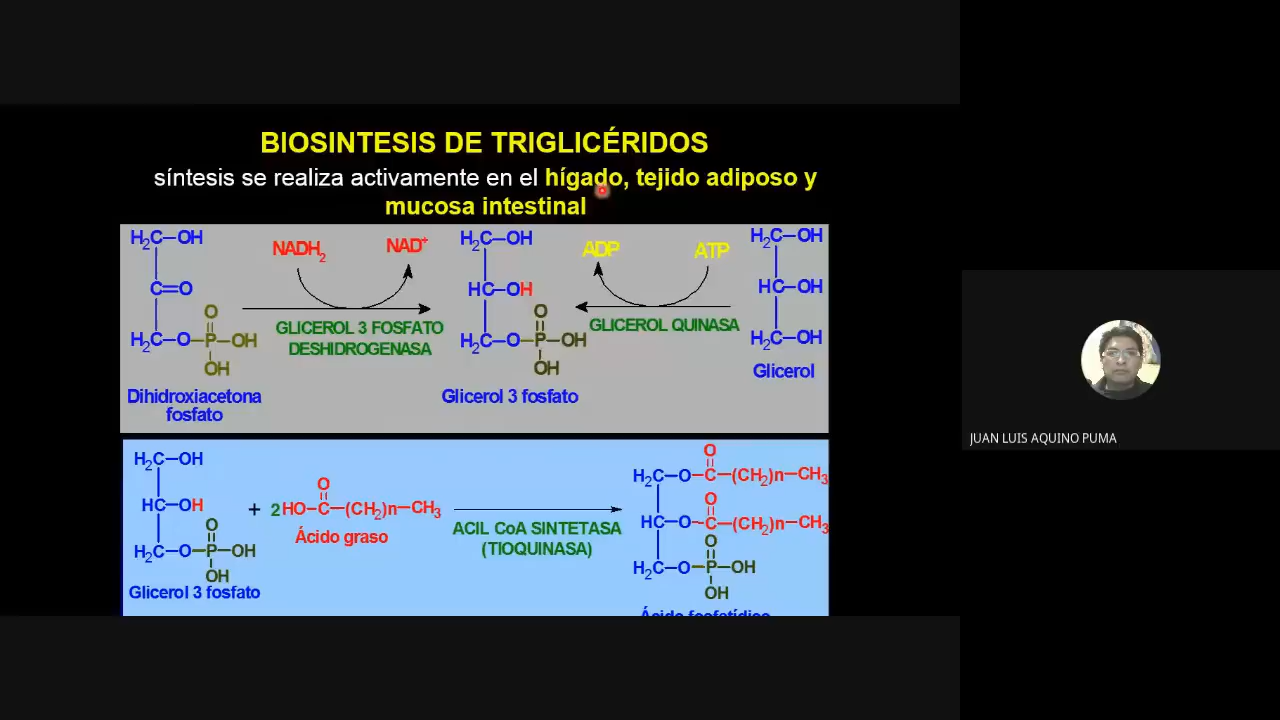 BIOSINTESIS DE TRIGLICÉRIDOS
síntesis se realiza activamente en el hígado, tejido adiposo y
mucosa intestinal
H2C–OH
C=O
H2C–O–P–OH
O
OH
Dihidroxiacetona
fosfato
NADH2
NAD+
GLICEROL 3 FOSFATO
DESHIDROGENASA
H2C–OH
HC–OH
O
H2C–O–P–OH
OH
Glicerol 3 fosfato
ADP
ATP
GLICEROL QUINASA
H2C–OH
HC–OH
H2C–OH
Glicerol
H2C–OH
HC–OH
O
H2C–O–P–OH
OH
Glicerol 3 fosfato
+
O
2HO–C–(CH2)n–CH3
Ácido graso
ACIL CoA SINTETASA
(TIOQUINASA)
O
H2C–O–C–(CH2)n–CH3
O
HC–O–C–(CH2)n–CH3
O
H2C–O–P–OH
OH
Ácido fosfatídico
JUAN LUIS AQUINO PUMA